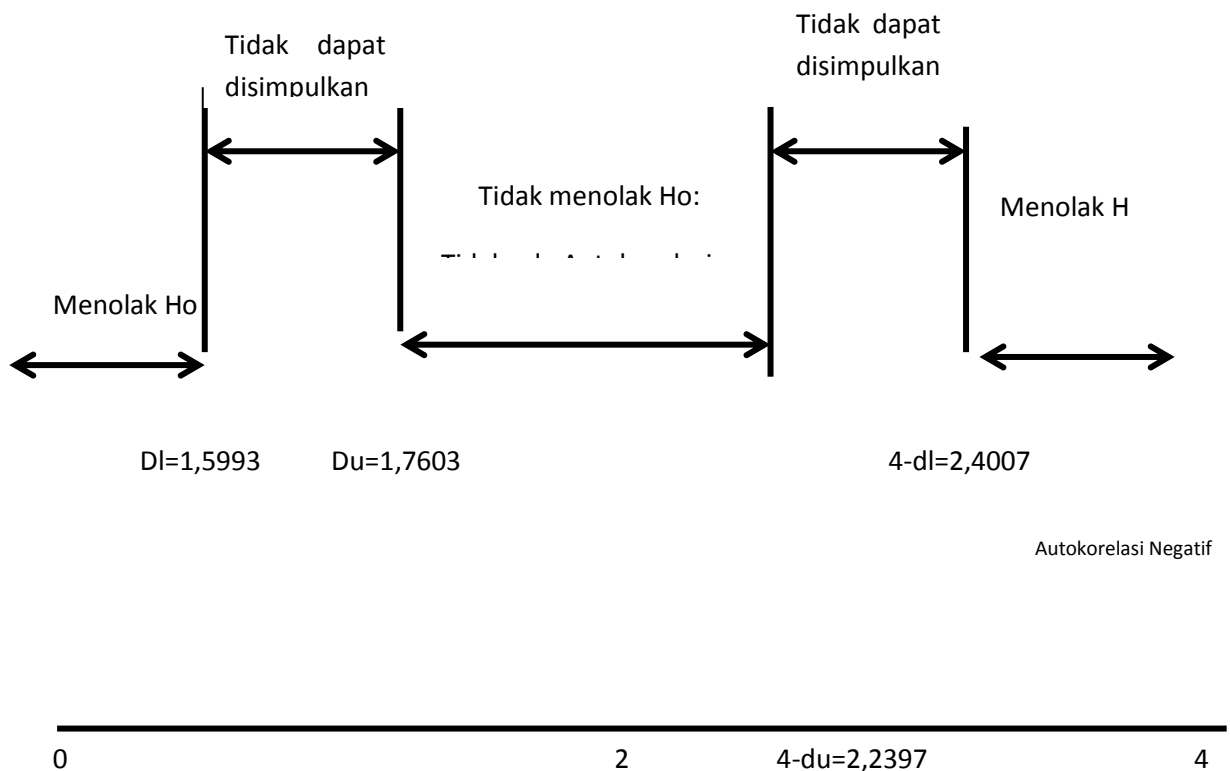 Tidak dapat
disimpulkan
Tidak dapat
disimpulkan
Tidak menolak Ho:
Menolak H
Menolak Ho
Dl=1,5993
Du=1,7603
4-dl=2,4007
Autokorelasi Negatif
0
2
4-du=2,2397
4